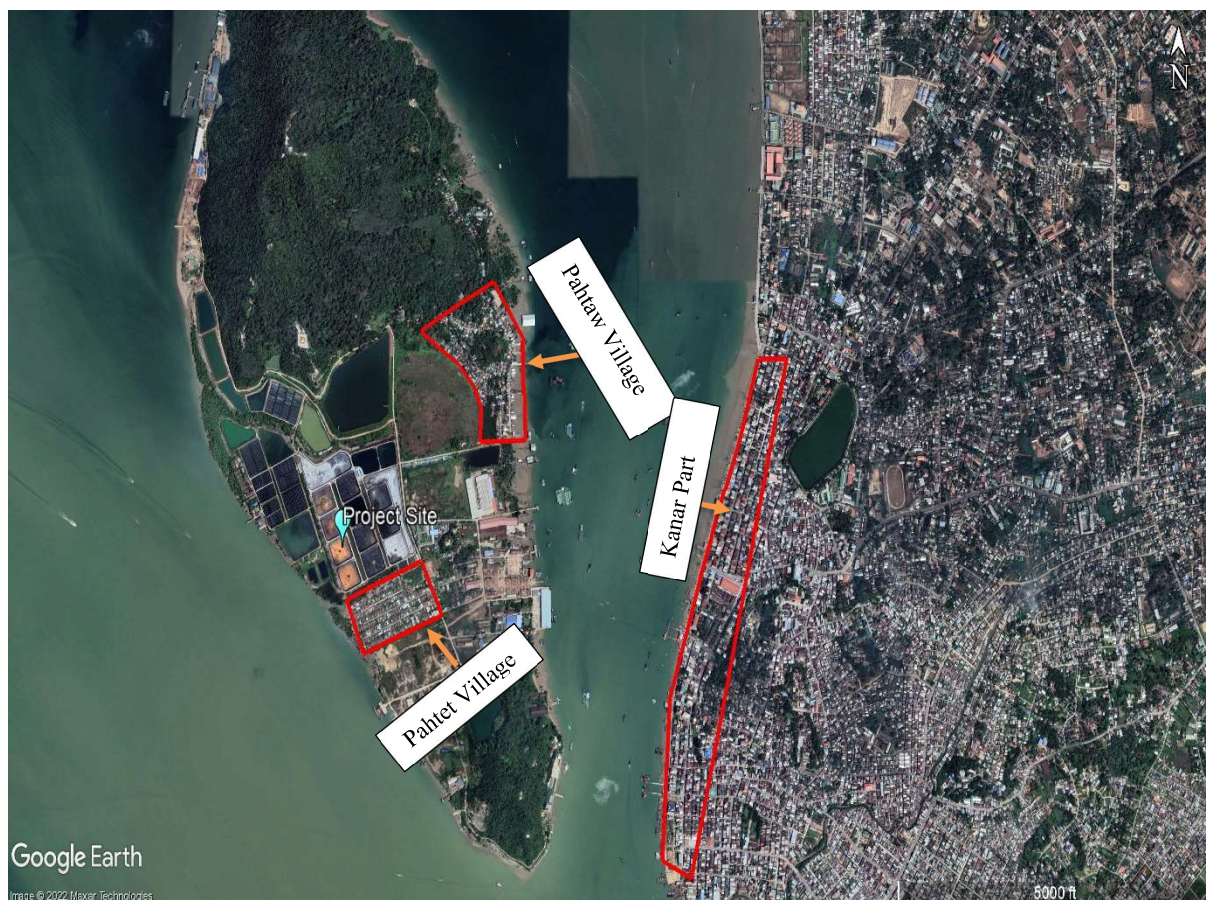 N
Pahtaw Village
Kanar Part
Project Site
Pahtet Village
Google Earth
Image © 2022 Maxar Technologies
5000 ft